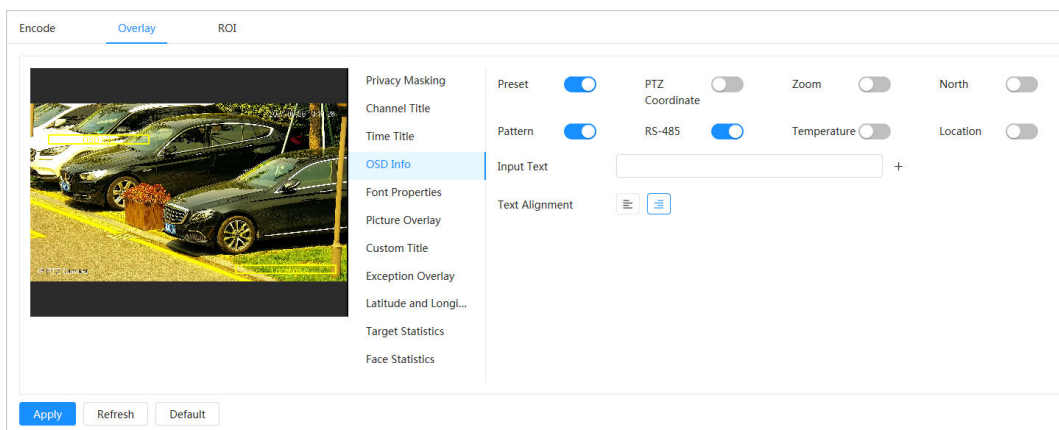 Encode Overlay ROI
Privacy Masking
Channel Title
Time Title
OSD Info
Font Properties
Picture Overlay
Custom Title
Exception Overlay
Latitude and Longi...
Target Statistics
Face Statistics
Preset PTZ Coordinate Zoom North
Pattern RS-485 Temperature Location
Input Text +
Text Alignment
Apply Refresh Default